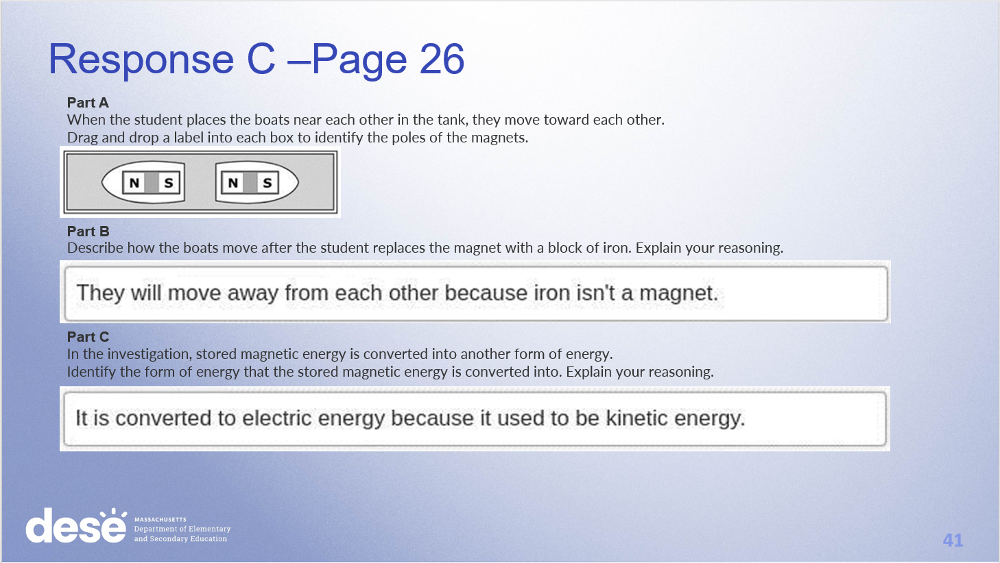 Response C –Page 26
Part A
When the student places the boats near each other in the tank, they move toward each other.
Drag and drop a label into each box to identify the poles of the magnets.
N S N S
Part B
Describe how the boats move after the student replaces the magnet with a block of iron. Explain your reasoning.
They will move away from each other because iron isn't a magnet.
Part C
In the investigation, stored magnetic energy is converted into another form of energy.
Identify the form of energy that the stored magnetic energy is converted into. Explain your reasoning.
It is converted to electric energy because it used to be kinetic energy.
dese
MASSACHUSETTS
Department of Elementary
and Secondary Education
41